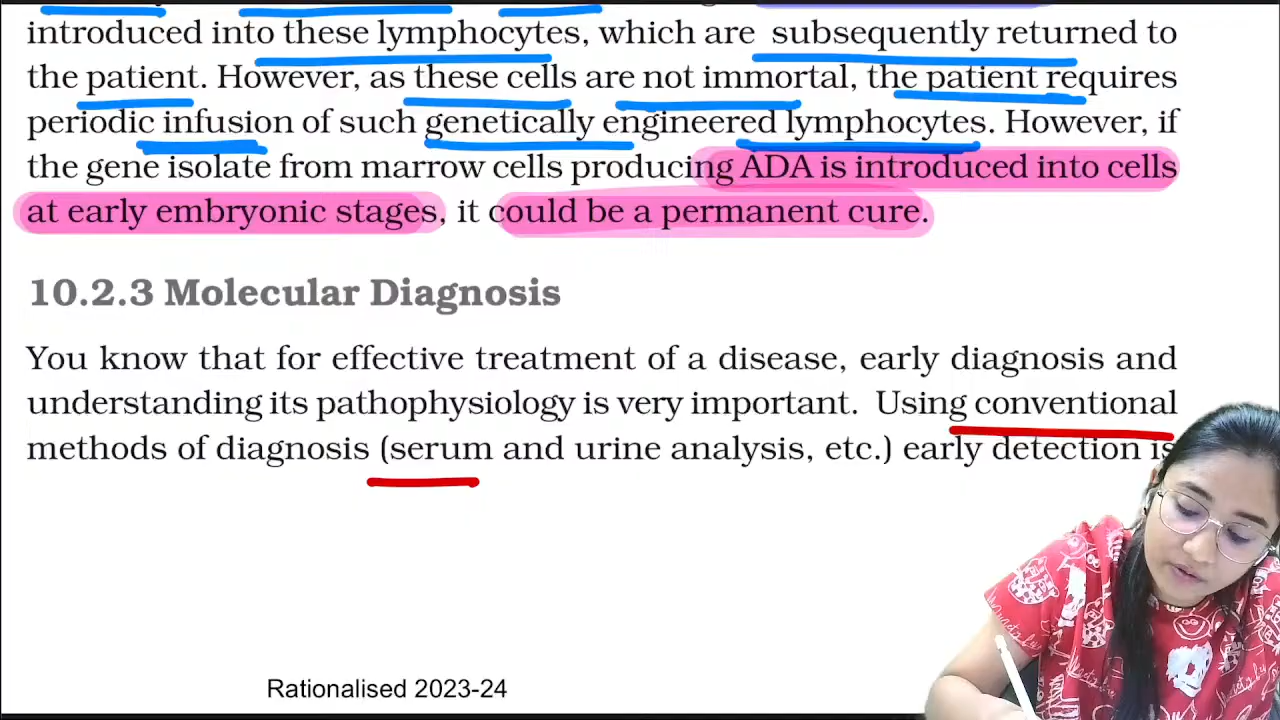 introduced into these lymphocytes, which are subsequently returned to
the patient. However, as these cells are not immortal, the patient requires
periodic infusion of such genetically engineered lymphocytes. However, if
the gene isolate from marrow cells producing ADA is introduced into cells
at early embryonic stages, it could be a permanent cure.
10.2.3 Molecular Diagnosis
You know that for effective treatment of a disease, early diagnosis and
understanding its pathophysiology is very important. Using conventional
methods of diagnosis (serum and urine analysis, etc.) early detection is
Rationalised 2023-24